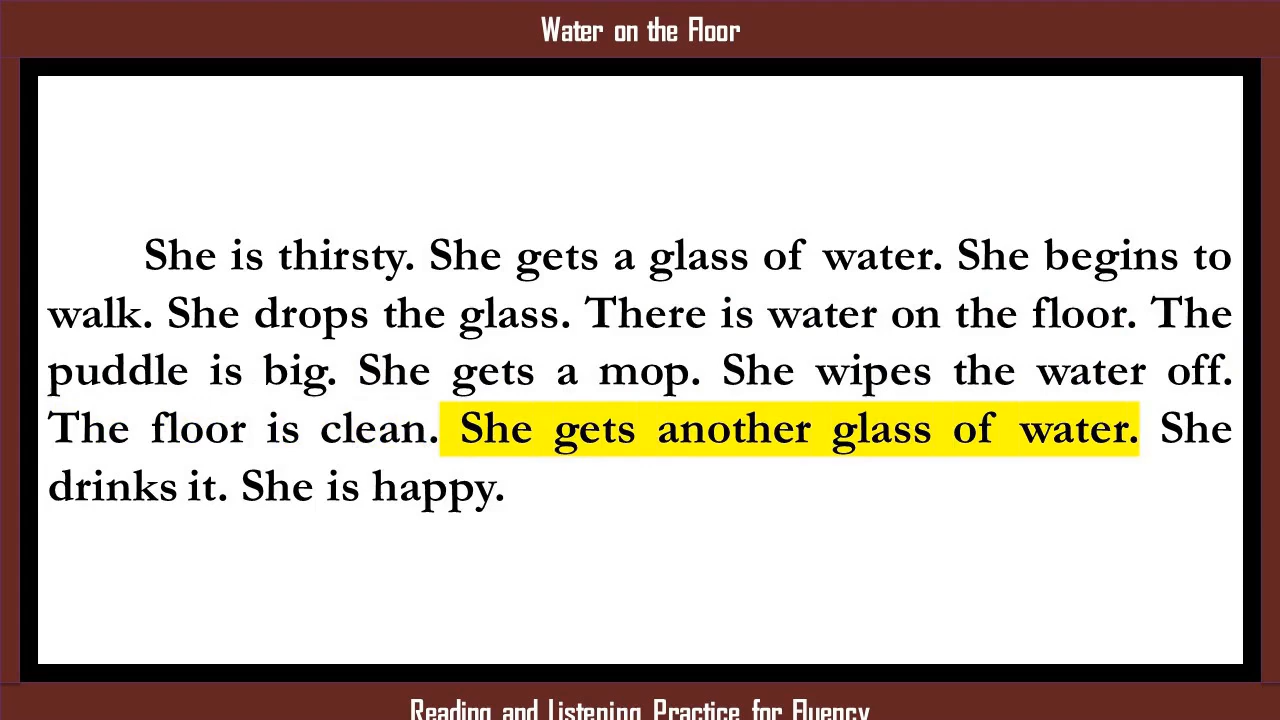 Water on the Floor
She is thirsty. She gets a glass of water. She begins to
walk. She drops the glass. There is water on the floor. The
puddle is big. She gets a mop. She wipes the water off.
The floor is clean. She gets another glass of water. She
drinks it. She is happy.
Reading and Listening Practice for Fluency